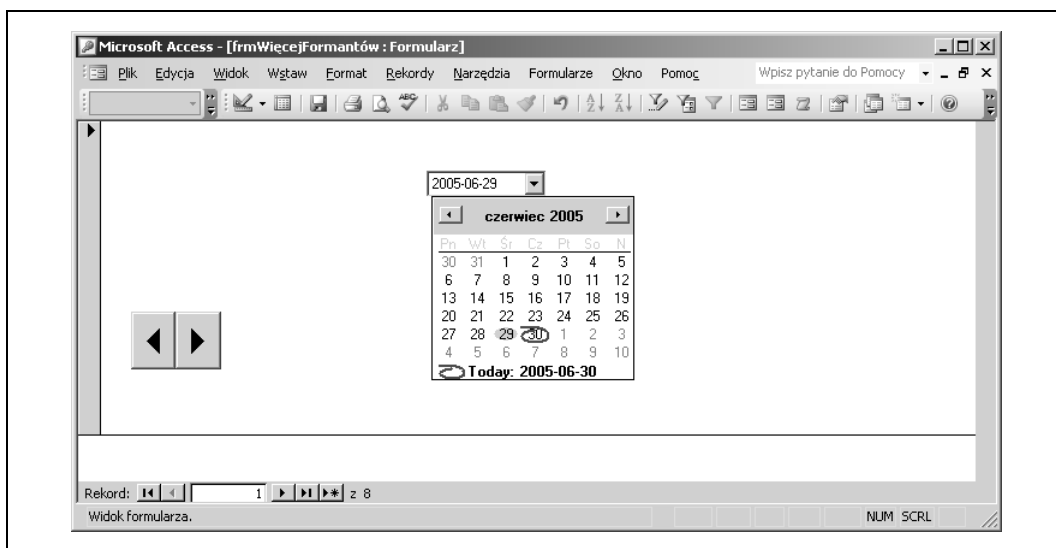 Microsoft Access - [frmWięcejFormantów : Formularz]
Plik Edycja Widok Wstaw Format Rekordy Narzędzia Formularze Okno Pomoc Wpisz pytanie do Pomocy
2005-06-29
czerwiec 2005
Pn Wt Śr Cz Pt So N
30 31 1 2 3 4 5
6 7 8 9 10 11 12
13 14 15 16 17 18 19
20 21 22 23 24 25 26
27 28 29 30 1 2 3
4 5 6 7 8 9 10
Today: 2005-06-30
Rekord: 1 z 8
Widok formularza. NUM SCRL